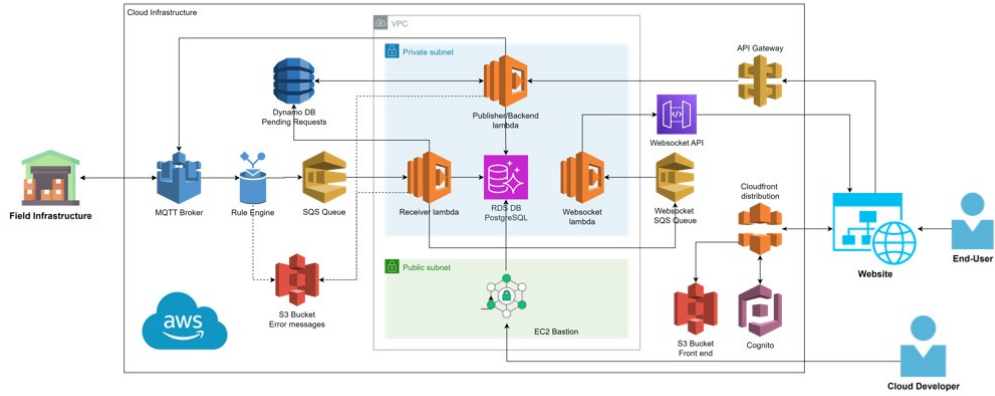 Cloud Infrastructure
VPC
Private subnet
API Gateway
Dynamo DB
Pending Requests
Publisher/Backend
lambda
Websocket API
Field Infrastructure
MQTT Broker
Rule Engine
SQS Queue
Receiver lambda
RDS DB
PostgreSQL
Websocket
lambda
Websocket
SQS Queue
Cloudfront
distribution
Website
End-User
Public subnet
S3 Bucket
Error messages
aws
EC2 Bastion
S3 Bucket
Front end
Cognito
Cloud Developer